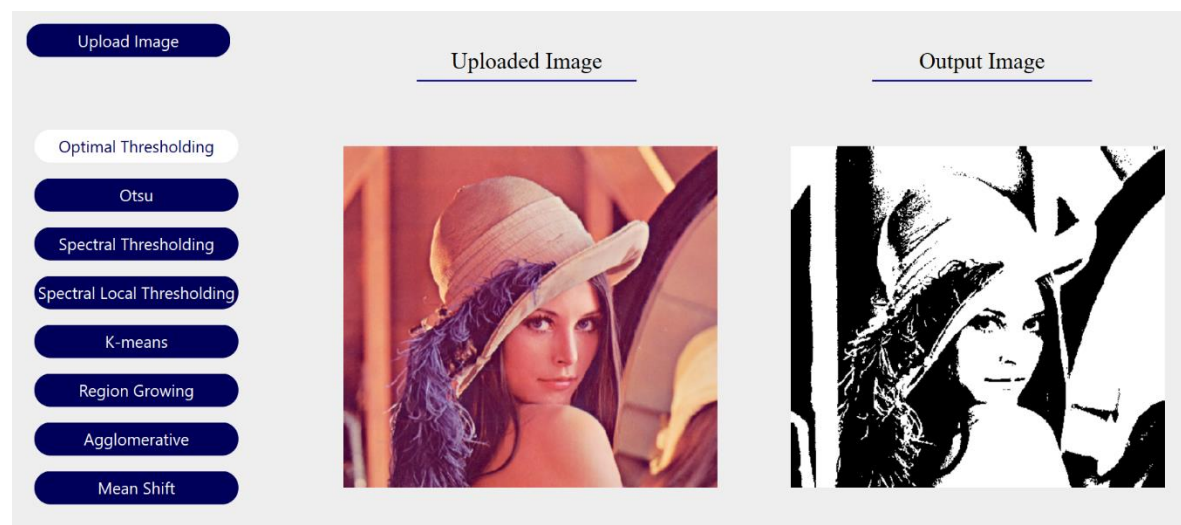 Upload Image
Uploaded Image
Output Image
Optimal Thresholding
Otsu
Spectral Thresholding
Spectral Local Thresholding
K-means
Region Growing
Agglomerative
Mean Shift